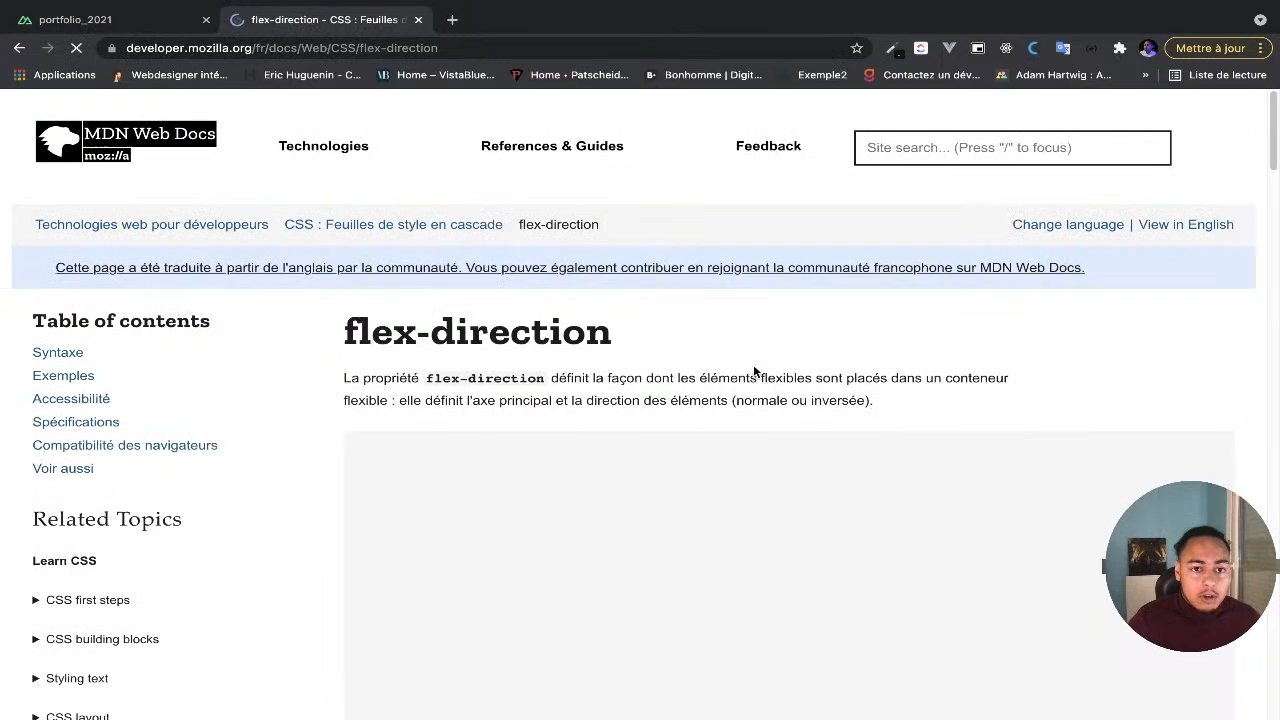 portfolio_2021
flex-direction - CSS : Feuilles d
developer.mozilla.org/fr/docs/Web/CSS/flex-direction
Mettre à jour
Applications
Webdesigner inté...
Eric Huguenin - C...
Home – VistaBlue...
Home • Patscheid...
Bonhomme | Digit...
Exemple2
Contactez un dév...
Adam Hartwig : A...
»
Liste de lecture
MDN Web Docs
moz://a
Technologies
References & Guides
Feedback
Site search... (Press "/" to focus)
Technologies web pour développeurs
CSS : Feuilles de style en cascade
flex-direction
Change language | View in English
Cette page a été traduite à partir de l'anglais par la communauté. Vous pouvez également contribuer en rejoignant la communauté francophone sur MDN Web Docs.
Table of contents
Syntaxe
Exemples
Accessibilité
Spécifications
Compatibilité des navigateurs
Voir aussi
Related Topics
Learn CSS
CSS first steps
CSS building blocks
Styling text
CSS layout
flex-direction
La propriété flex-direction définit la façon dont les éléments flexibles sont placés dans un conteneur
flexible : elle définit l'axe principal et la direction des éléments (normale ou inversée).